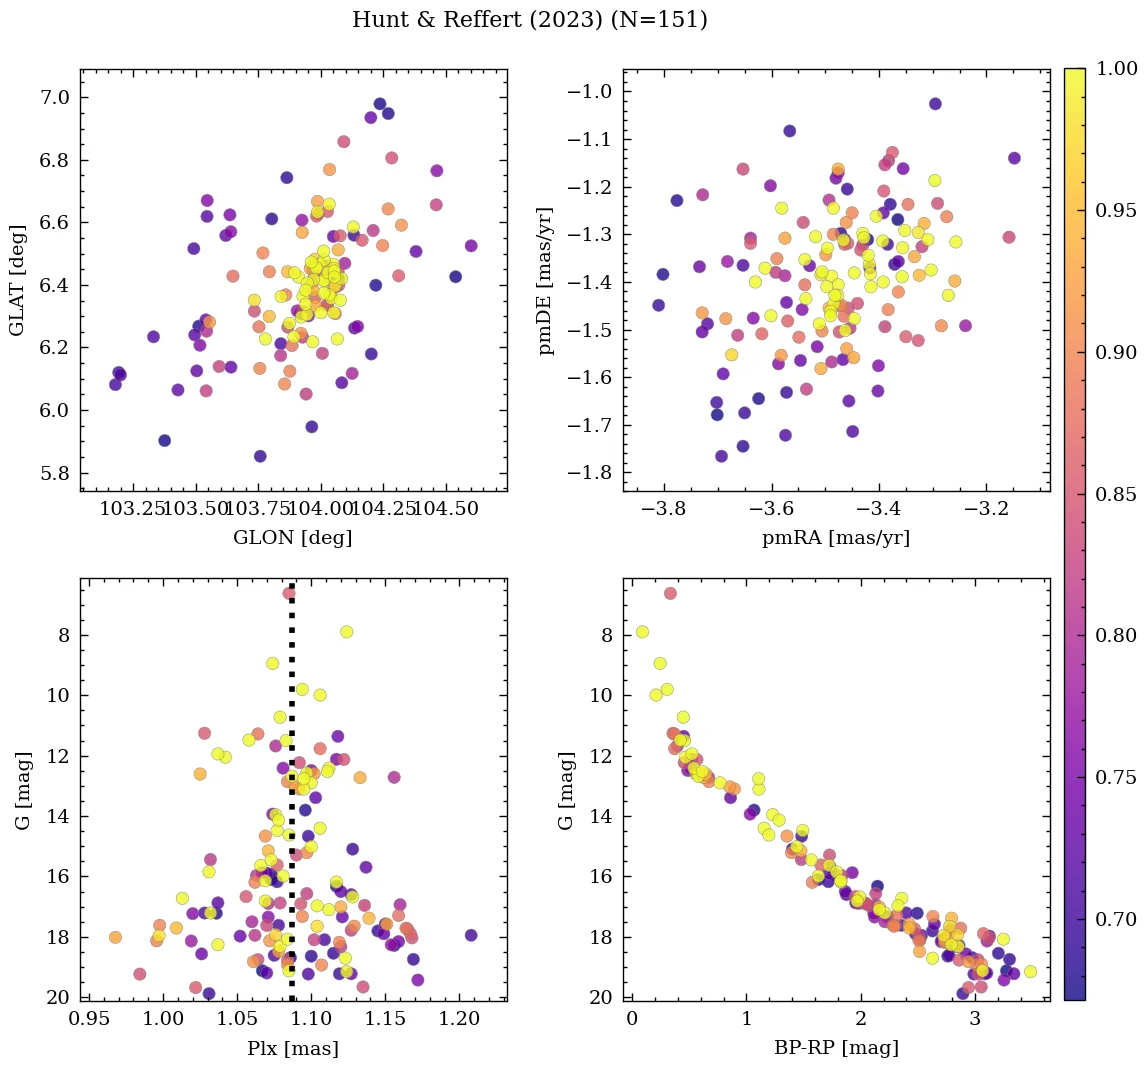 Hunt & Reffert (2023) (N=151)
7.0
6.8
6.6
6.4
6.2
6.0
5.8
GLAT [deg]
103.25 103.50 103.75 104.00 104.25 104.50
GLON [deg]
−1.0
−1.1
−1.2
−1.3
−1.4
−1.5
−1.6
−1.7
−1.8
pmDE [mas/yr]
−3.8 −3.6 −3.4 −3.2
pmRA [mas/yr]
8
10
12
14
16
18
20
G [mag]
0.95 1.00 1.05 1.10 1.15 1.20
Plx [mas]
8
10
12
14
16
18
20
G [mag]
0 1 2 3
BP-RP [mag]
1.00
0.95
0.90
0.85
0.80
0.75
0.70